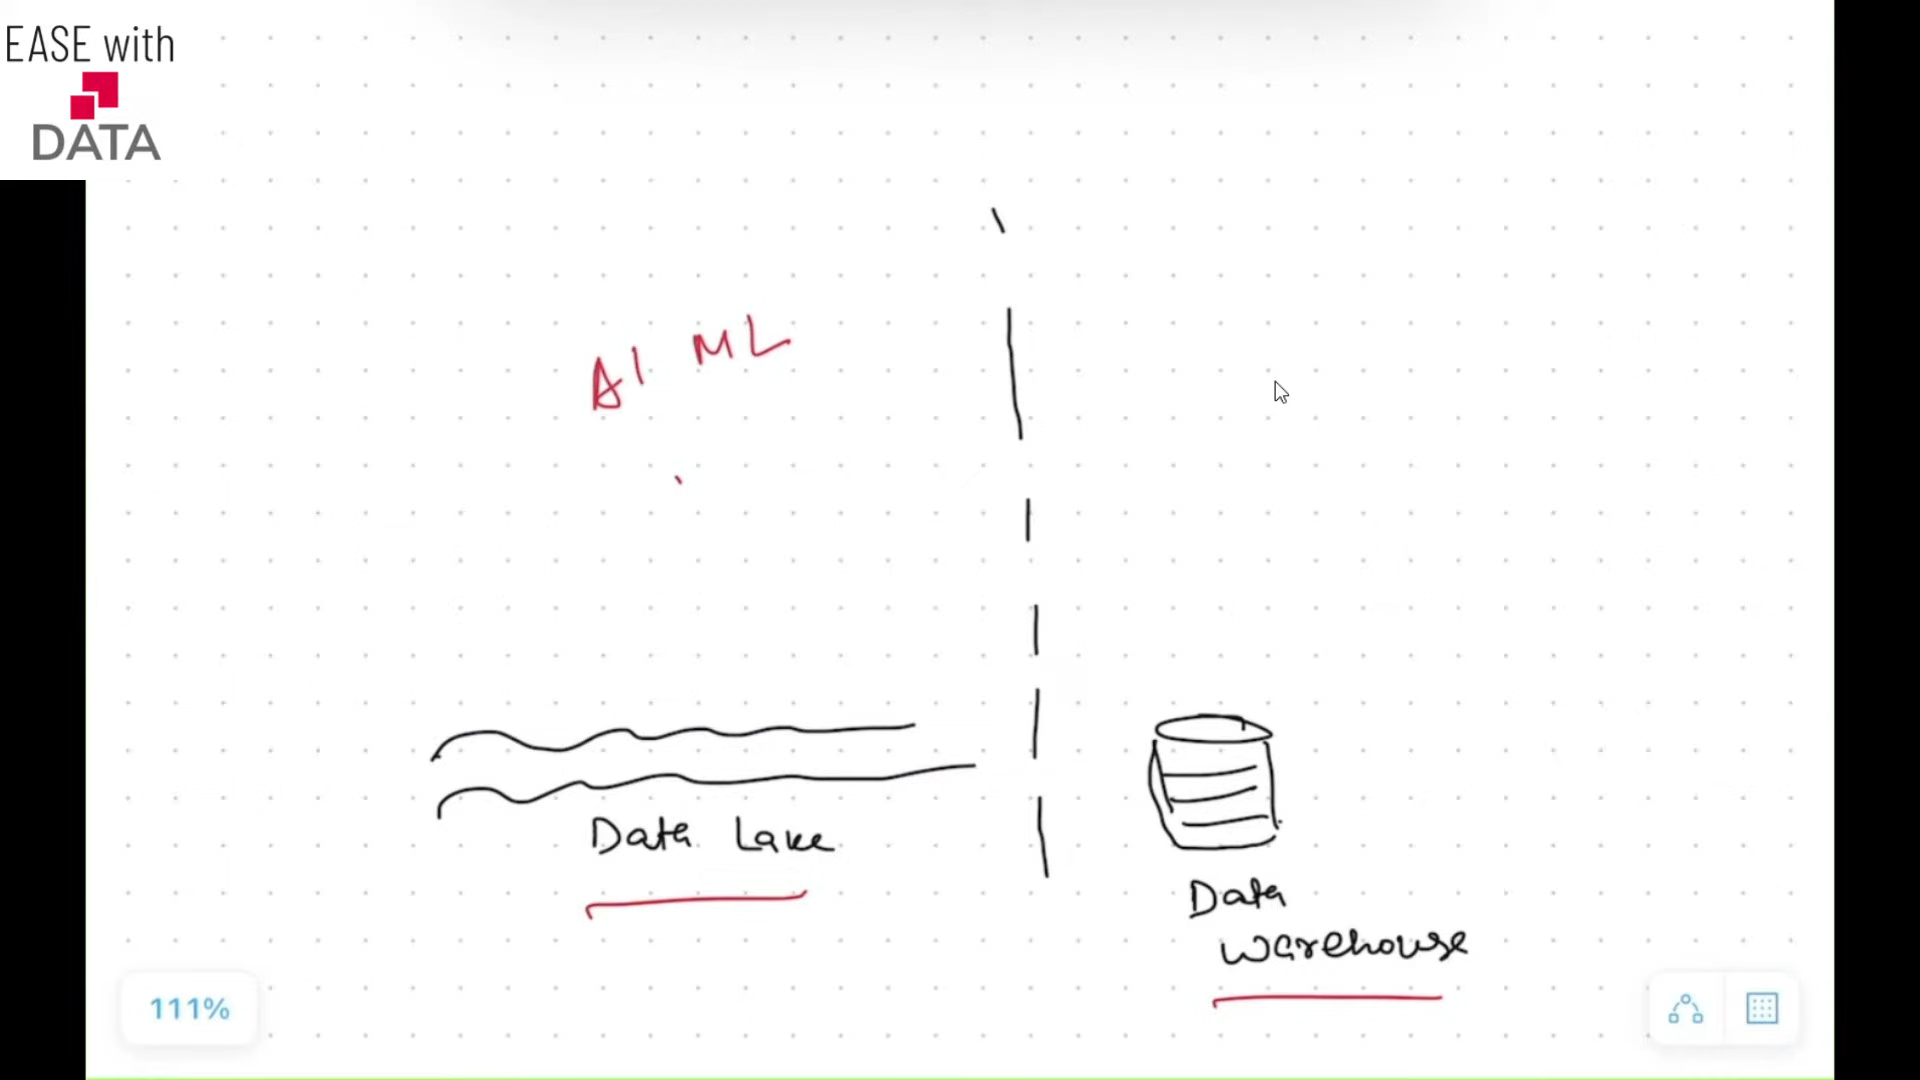 EASE with
DATA
AI ML
Data Lake
Data
Warehouse
111%